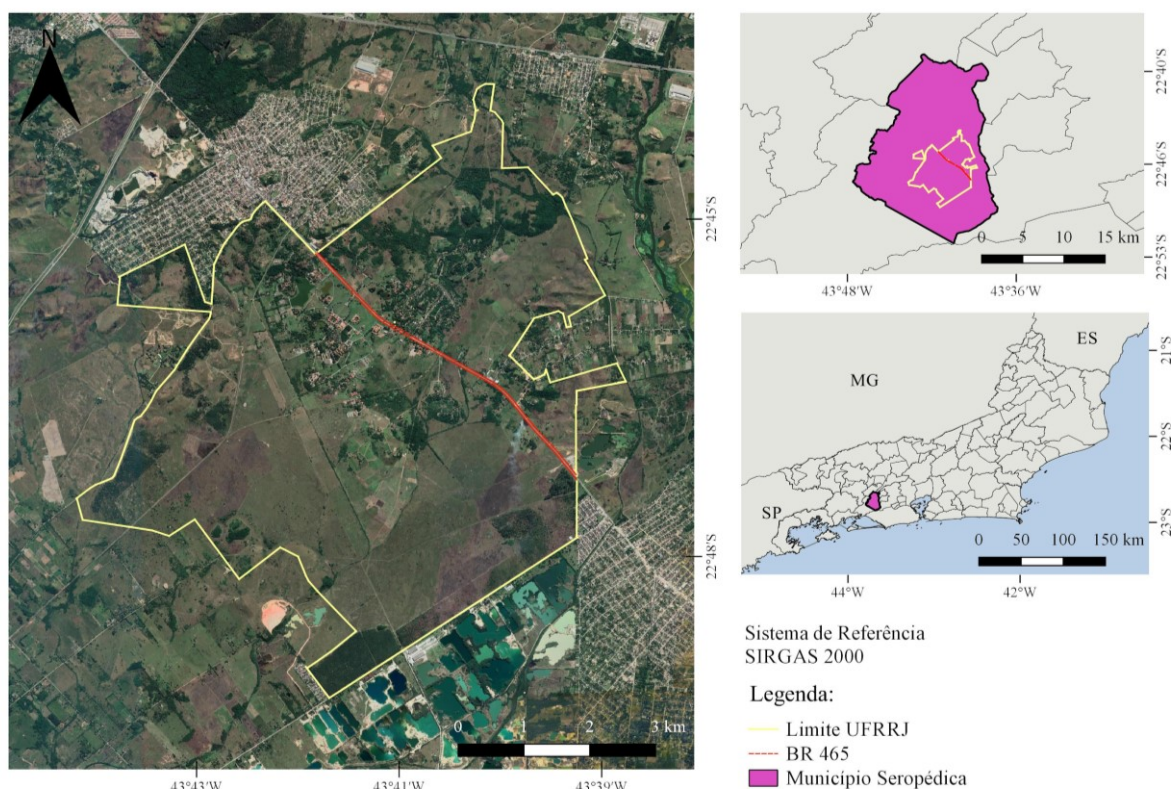 N
22°45'S
22°48'S
0 1 2 3 km
43°43'W 43°41'W 43°39'W
22°40'S
22°46'S
22°53'S
0 5 10 15 km
43°48'W 43°36'W
ES
MG
SP
21°S
22°S
23°S
0 50 100 150 km
44°W 42°W
Sistema de Referência
SIRGAS 2000
Legenda:
Limite UFRRJ
BR 465
Município Seropédica